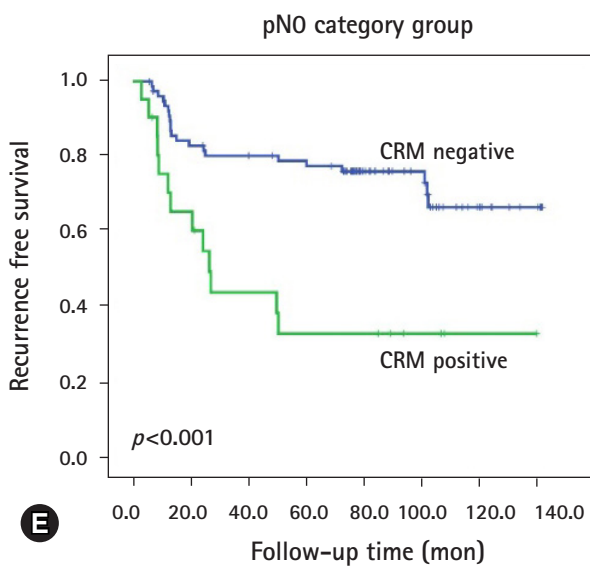 pN0 category group
Recurrence free survival
1.0
0.8
0.6
0.4
0.2
0.0
CRM negative
CRM positive
p<0.001
E
0.0 20.0 40.0 60.0 80.0 100.0 120.0 140.0
Follow-up time (mon)